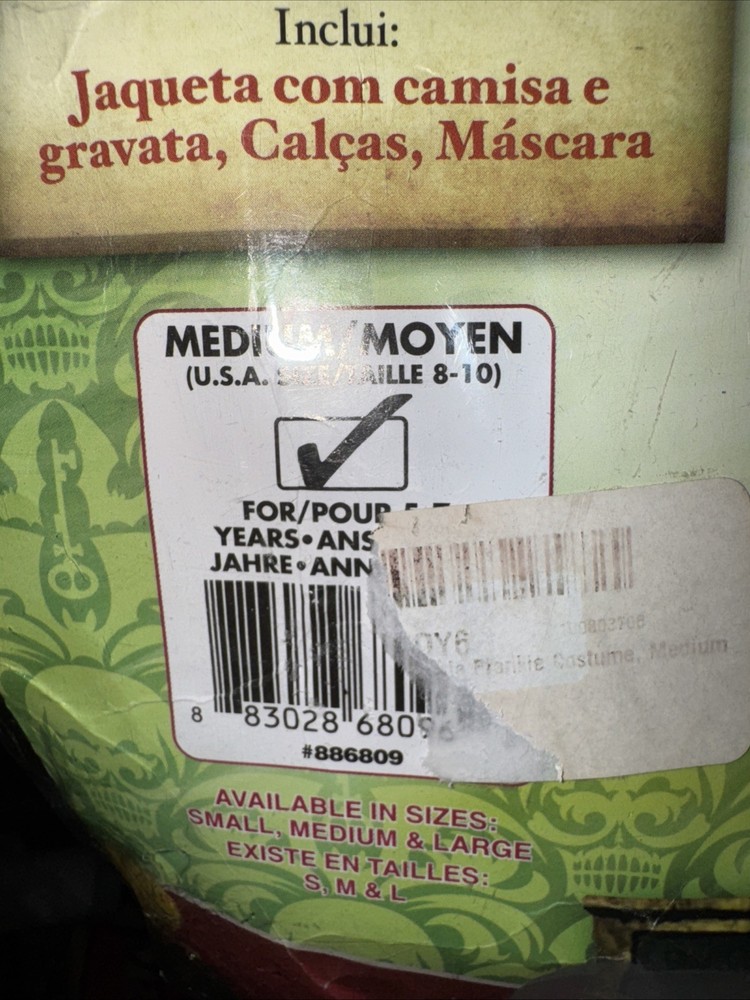 Inclui:
Jaqueta com camisa e
gravata, Calças, Máscara
MEDIUM/MOYEN
(U.S.A. SIZE/TAILLE 8-10)
FOR/POUR
YEARS•ANS
JAHRE•ANN
8 83028 6809
#886809
Frankie Costume, Medium
AVAILABLE IN SIZES:
SMALL, MEDIUM & LARGE
EXISTE EN TAILLES:
S, M & L